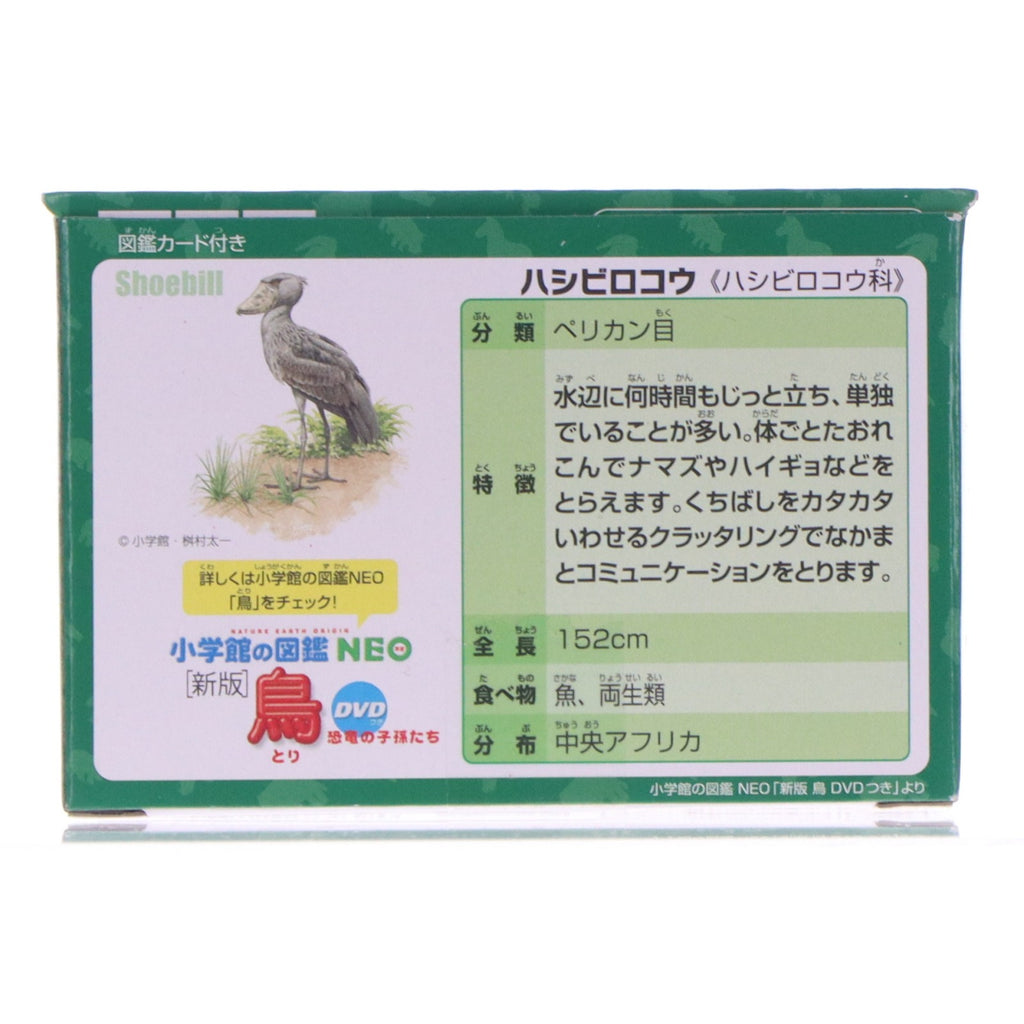 図鑑カード付き
Shoebill
ハシビロコウ《ハシビロコウ科》
分類 ペリカン目
特徴
水辺に何時間もじっと立ち、単独
でいることが多い。体ごとたおれ
こんでナマズやハイギョなどを
とらえます。くちばしをカタカタ
いわせるクラッタリングでなかま
とコミュニケーションをとります。
全長 152cm
食べ物 魚、両生類
分布 中央アフリカ
©小学館・桝村太一
詳しくは小学館の図鑑NEO
「鳥」をチェック!
NATURE EARTH ORIGIN
小学館の図鑑 NEO
[新版] 鳥 DVDつき
とり
恐竜の子孫たち
小学館の図鑑 NEO「新版 鳥 DVDつき」より